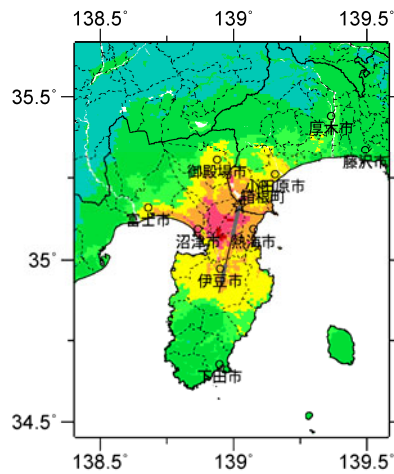 138.5° 139° 139.5°
35.5°
厚木市
藤沢市
御殿場市
小田原市
箱根町
富士市
沼津市 熱海市
35°
伊豆市
下田市
34.5°
138.5° 139° 139.5°